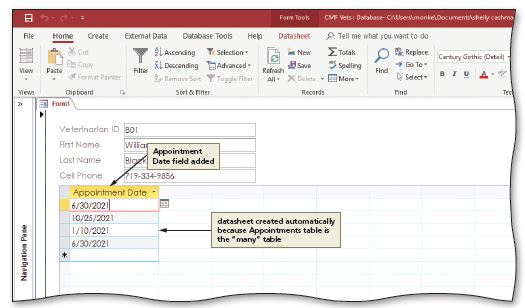 Form Tools CMF Vets : Database- C:\Users\monke\Documents\shelly cashma
File Home Create External Data Database Tools Help Datasheet Tell me what you want to do
View
Views
Paste
Cut
Copy
Format Painter
Clipboard
Filter
Ascending
Descending
Remove Sort
Selection
Advanced
Toggle Filter
Sort & Filter
Refresh All
New
Save
Delete
Totals
Spelling
More
Records
Find
Replace
Go To
Select
Find
Century Gothic (Detail)
B I U A
Tex
Form1
Veterinarian ID B01
First Name Willia
Last Name Black
Cell Phone 719-334-9856
Appointment
Date field added
Appointment Date
6/30/2021
10/25/2021
1/10/2021
6/30/2021
datasheet created automatically
because Appointments table is
the "many" table
Navigation Pane